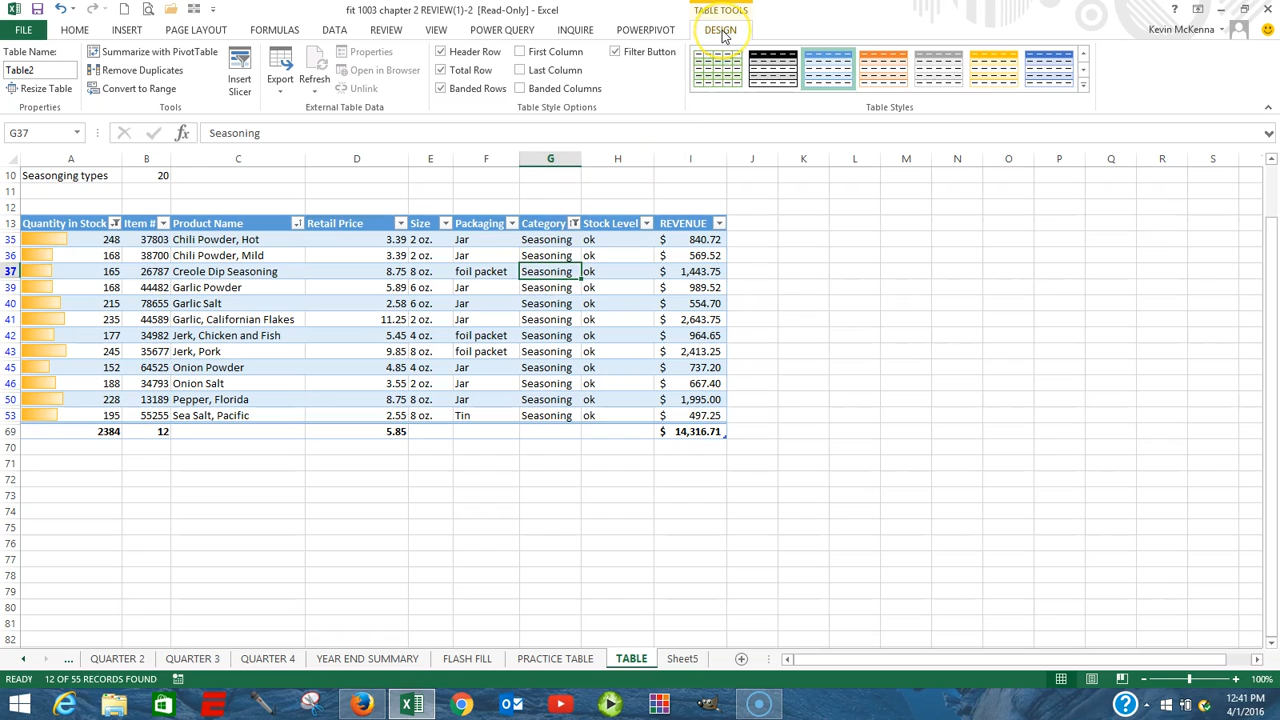 fit 1003 chapter 2 REVIEW(1)-2 [Read-Only] - Excel
TABLE TOOLS
?
FILE HOME INSERT PAGE LAYOUT FORMULAS DATA REVIEW VIEW POWER QUERY INQUIRE POWERPIVOT DESIGN Kevin McKenna
Table Name:
Table2
Resize Table
Properties
Summarize with PivotTable
Remove Duplicates
Convert to Range
Insert
Slicer
Tools
Export
Refresh
Properties
Open in Browser
Unlink
External Table Data
Header Row
Total Row
Banded Rows
First Column
Last Column
Banded Columns
Filter Button
Table Style Options
Table Styles
G37 fx Seasoning
A B C D E F G H I J K L M N O P Q R S
10 Seasonging types 20
11
12
13 Quantity in Stock Item # Product Name Retail Price Size Packaging Category Stock Level REVENUE
35 248 37803 Chili Powder, Hot 3.39 2 oz. Jar Seasoning ok $ 840.72
36 168 38700 Chili Powder, Mild 3.39 2 oz. Jar Seasoning ok $ 569.52
37 165 26787 Creole Dip Seasoning 8.75 8 oz. foil packet Seasoning ok $ 1,443.75
39 168 44482 Garlic Powder 5.89 6 oz. Jar Seasoning ok $ 989.52
40 215 78655 Garlic Salt 2.58 6 oz. Jar Seasoning ok $ 554.70
41 235 44589 Garlic, Californian Flakes 11.25 2 oz. Jar Seasoning ok $ 2,643.75
42 177 34982 Jerk, Chicken and Fish 5.45 4 oz. foil packet Seasoning ok $ 964.65
43 245 35677 Jerk, Pork 9.85 8 oz. foil packet Seasoning ok $ 2,413.25
45 152 64525 Onion Powder 4.85 4 oz. Jar Seasoning ok $ 737.20
46 188 34793 Onion Salt 3.55 2 oz. Jar Seasoning ok $ 667.40
50 228 13189 Pepper, Florida 8.75 8 oz. Jar Seasoning ok $ 1,995.00
53 195 55255 Sea Salt, Pacific 2.55 8 oz. Tin Seasoning ok $ 497.25
69 2384 12 5.85 $ 14,316.71
70
71
72
73
74
75
76
77
78
79
80
81
82
... QUARTER 2 QUARTER 3 QUARTER 4 YEAR END SUMMARY FLASH FILL PRACTICE TABLE TABLE Sheet5
READY 12 OF 55 RECORDS FOUND 100%
12:41 PM
4/1/2016